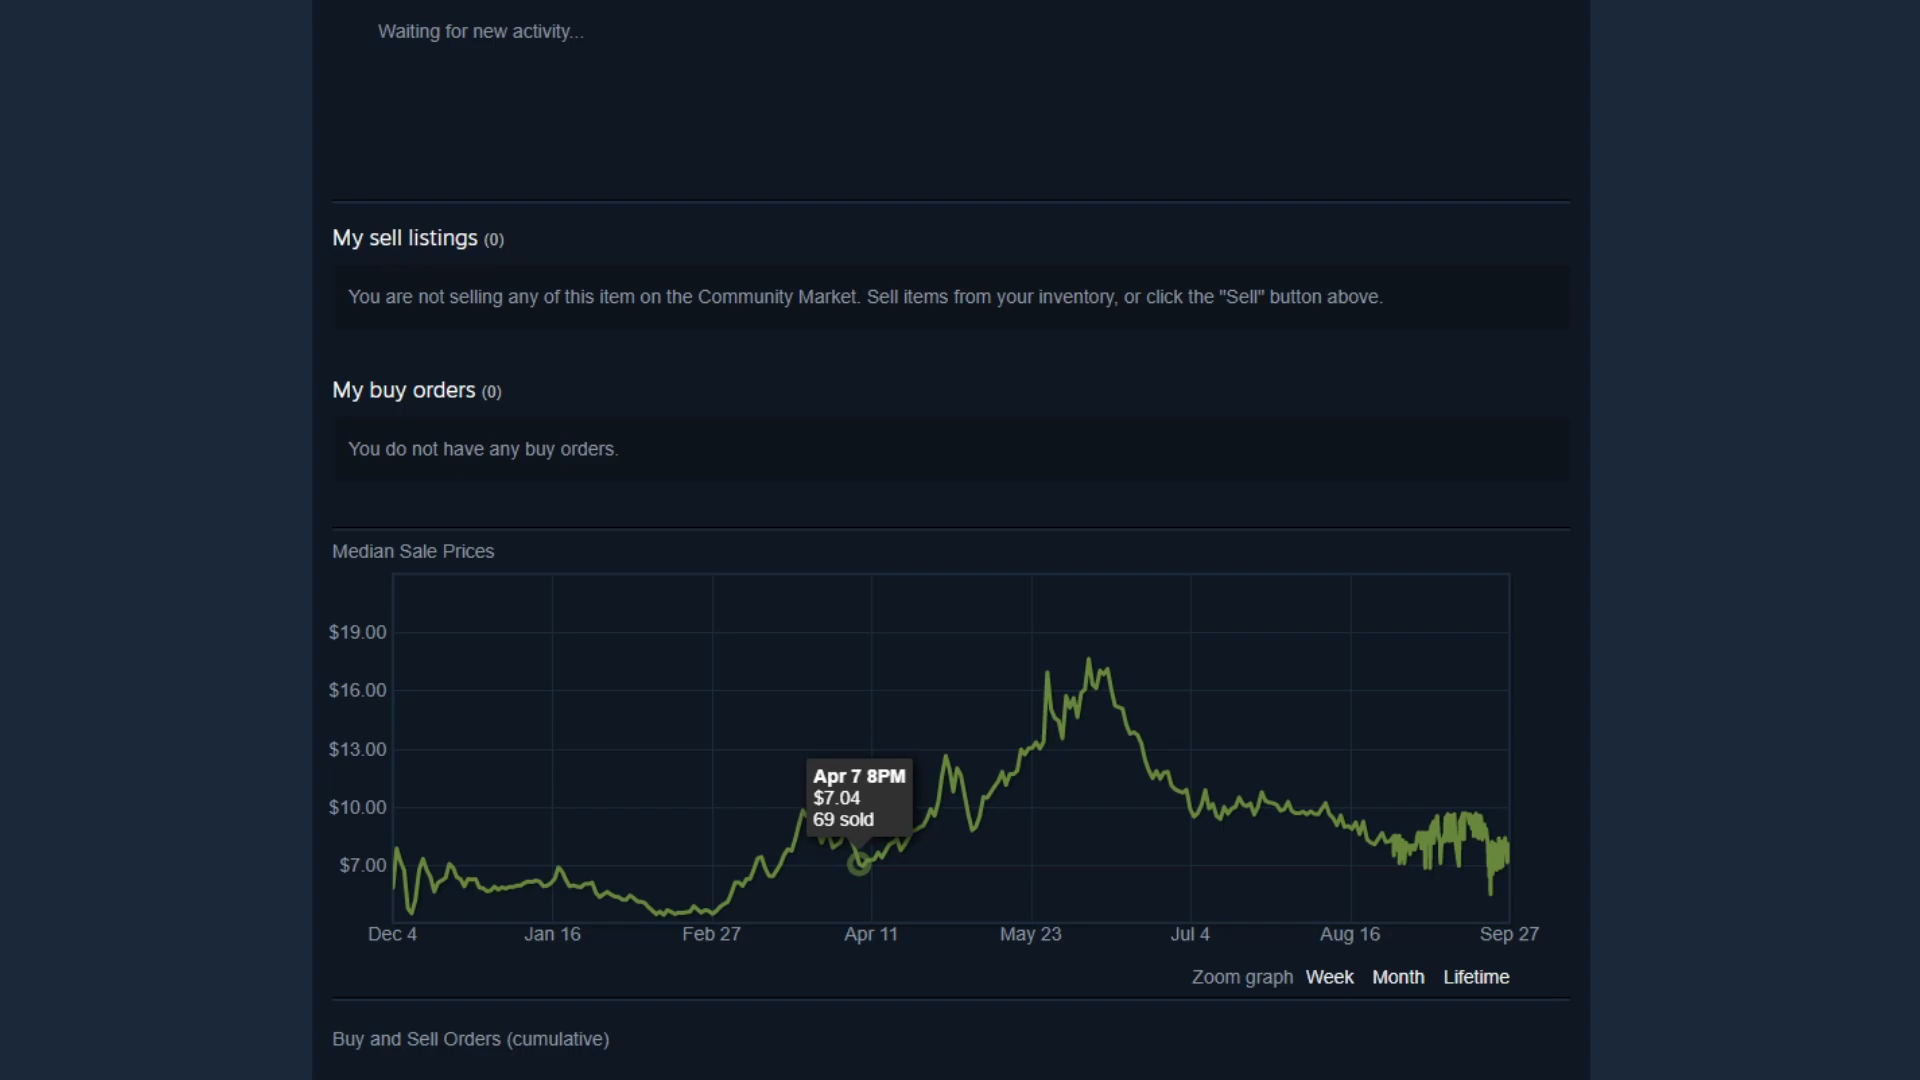 Waiting for new activity...
My sell listings (0)
You are not selling any of this item on the Community Market. Sell items from your inventory, or click the "Sell" button above.
My buy orders (0)
You do not have any buy orders.
Median Sale Prices
$19.00
$16.00
$13.00
$10.00
$7.00
Apr 7 8PM
$7.04
69 sold
Dec 4 Jan 16 Feb 27 Apr 11 May 23 Jul 4 Aug 16 Sep 27
Zoom graph Week Month Lifetime
Buy and Sell Orders (cumulative)